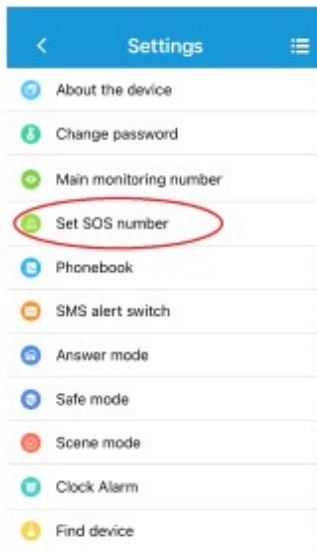 Settings
About the device
Change password
Main monitoring number
Set SOS number
Phonebook
SMS alert switch
Answer mode
Safe mode
Scene mode
Clock Alarm
Find device